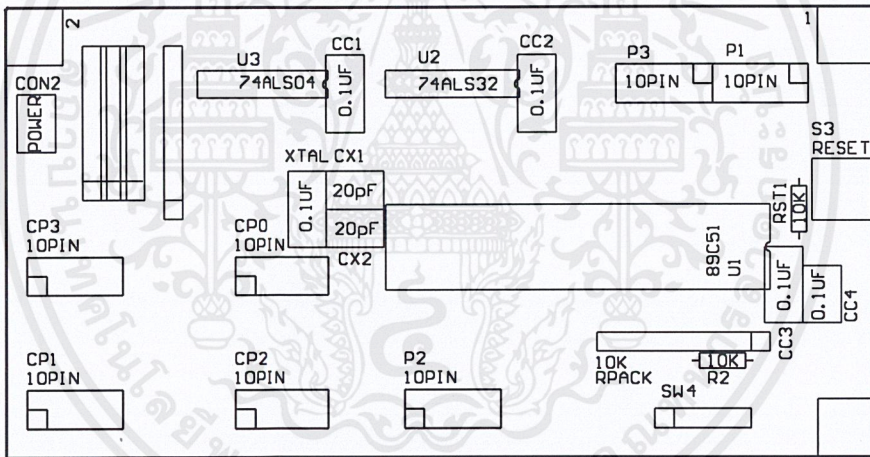 2
1
CON2
POWER
U3
74ALS04
CC1
0.1UF
U2
74ALS32
CC2
0.1UF
P3
10PIN
P1
10PIN
S3
RESET
XTAL CX1
0.1UF
20pF
20pF
CX2
RST1
10K
89C51
U1
0.1UF
0.1UF
CC4
CC3
CP3
10PIN
CP0
10PIN
10K
RPACK
10K
R2
CP1
10PIN
CP2
10PIN
P2
10PIN
SW4